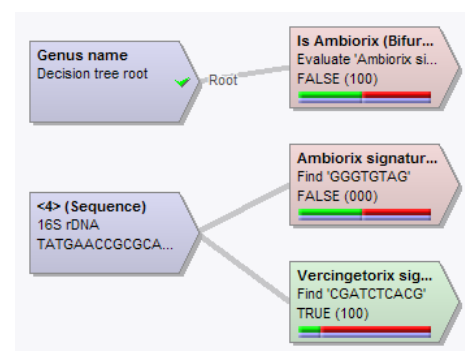 Genus name
Decision tree root
Root
Is Ambiorix (Bifur...
Evaluate 'Ambiorix si...
FALSE (100)
<4> (Sequence)
16S rDNA
TATGAACCGCGCA...
Ambiorix signatur...
Find 'GGGTGTAG'
FALSE (000)
Vercingetorix sig...
Find 'CGATCTCACG'
TRUE (100)